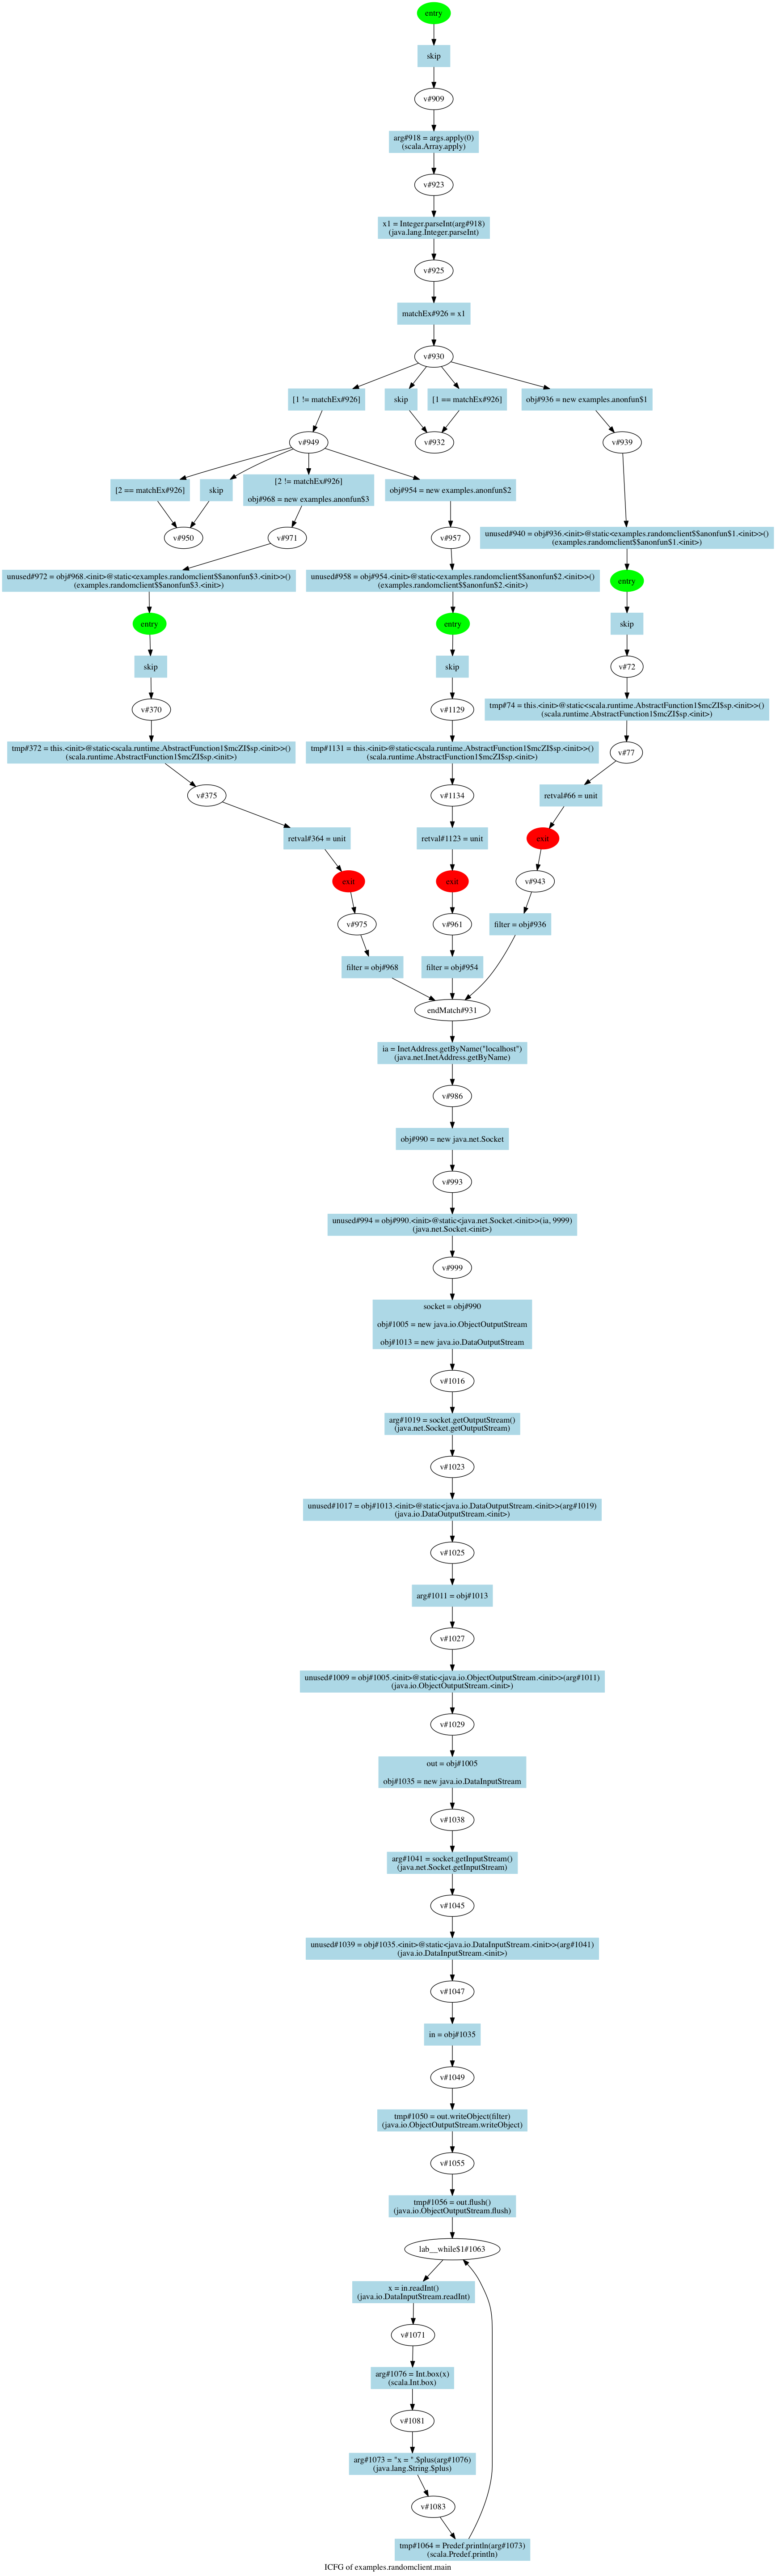 entry
skip
v#909
arg#918 = args.apply(0)
(scala.Array.apply)
v#923
x1 = Integer.parseInt(arg#918)
(java.lang.Integer.parseInt)
v#925
matchEx#926 = x1
v#930
[1 != matchEx#926]
skip
[1 == matchEx#926]
obj#936 = new examples.anonfun$1
v#949
v#932
v#939
[2 == matchEx#926]
skip
[2 != matchEx#926]
obj#968 = new examples.anonfun$3
obj#954 = new examples.anonfun$2
v#950
v#971
v#957
unused#940 = obj#936.<init>@static<examples.randomclient$$anonfun$1.<init>>()
(examples.randomclient$$anonfun$1.<init>)
unused#972 = obj#968.<init>@static<examples.randomclient$$anonfun$3.<init>>()
(examples.randomclient$$anonfun$3.<init>)
unused#958 = obj#954.<init>@static<examples.randomclient$$anonfun$2.<init>>()
(examples.randomclient$$anonfun$2.<init>)
entry
entry
entry
skip
skip
skip
v#72
v#370
v#1129
tmp#74 = this.<init>@static<scala.runtime.AbstractFunction1$mcZI$sp.<init>>()
(scala.runtime.AbstractFunction1$mcZI$sp.<init>)
tmp#372 = this.<init>@static<scala.runtime.AbstractFunction1$mcZI$sp.<init>>()
(scala.runtime.AbstractFunction1$mcZI$sp.<init>)
tmp#1131 = this.<init>@static<scala.runtime.AbstractFunction1$mcZI$sp.<init>>()
(scala.runtime.AbstractFunction1$mcZI$sp.<init>)
v#77
v#375
v#1134
retval#66 = unit
retval#364 = unit
retval#1123 = unit
exit
exit
exit
v#943
v#975
v#961
filter = obj#936
filter = obj#968
filter = obj#954
endMatch#931
ia = InetAddress.getByName("localhost")
(java.net.InetAddress.getByName)
v#986
obj#990 = new java.net.Socket
v#993
unused#994 = obj#990.<init>@static<java.net.Socket.<init>>(ia, 9999)
(java.net.Socket.<init>)
v#999
socket = obj#990
obj#1005 = new java.io.ObjectOutputStream
obj#1013 = new java.io.DataOutputStream
v#1016
arg#1019 = socket.getOutputStream()
(java.net.Socket.getOutputStream)
v#1023
unused#1017 = obj#1013.<init>@static<java.io.DataOutputStream.<init>>(arg#1019)
(java.io.DataOutputStream.<init>)
v#1025
arg#1011 = obj#1013
v#1027
unused#1009 = obj#1005.<init>@static<java.io.ObjectOutputStream.<init>>(arg#1011)
(java.io.ObjectOutputStream.<init>)
v#1029
out = obj#1005
obj#1035 = new java.io.DataInputStream
v#1038
arg#1041 = socket.getInputStream()
(java.net.Socket.getInputStream)
v#1045
unused#1039 = obj#1035.<init>@static<java.io.DataInputStream.<init>>(arg#1041)
(java.io.DataInputStream.<init>)
v#1047
in = obj#1035
v#1049
tmp#1050 = out.writeObject(filter)
(java.io.ObjectOutputStream.writeObject)
v#1055
tmp#1056 = out.flush()
(java.io.ObjectOutputStream.flush)
lab__while$1#1063
x = in.readInt()
(java.io.DataInputStream.readInt)
v#1071
arg#1076 = Int.box(x)
(scala.Int.box)
v#1081
arg#1073 = "x = ".$plus(arg#1076)
(java.lang.String.$plus)
v#1083
tmp#1064 = Predef.println(arg#1073)
(scala.Predef.println)
ICFG of examples.randomclient.main